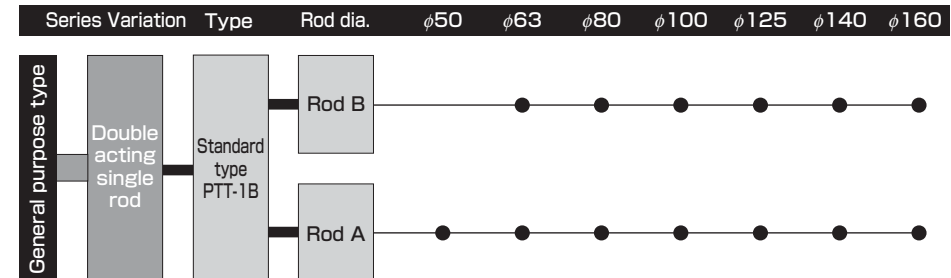 Series Variation Type Rod dia. φ50 φ63 φ80 φ100 φ125 φ140 φ160
General purpose type
Double
acting
single
rod
Standard
type
PTT-1B
Rod B
Rod A